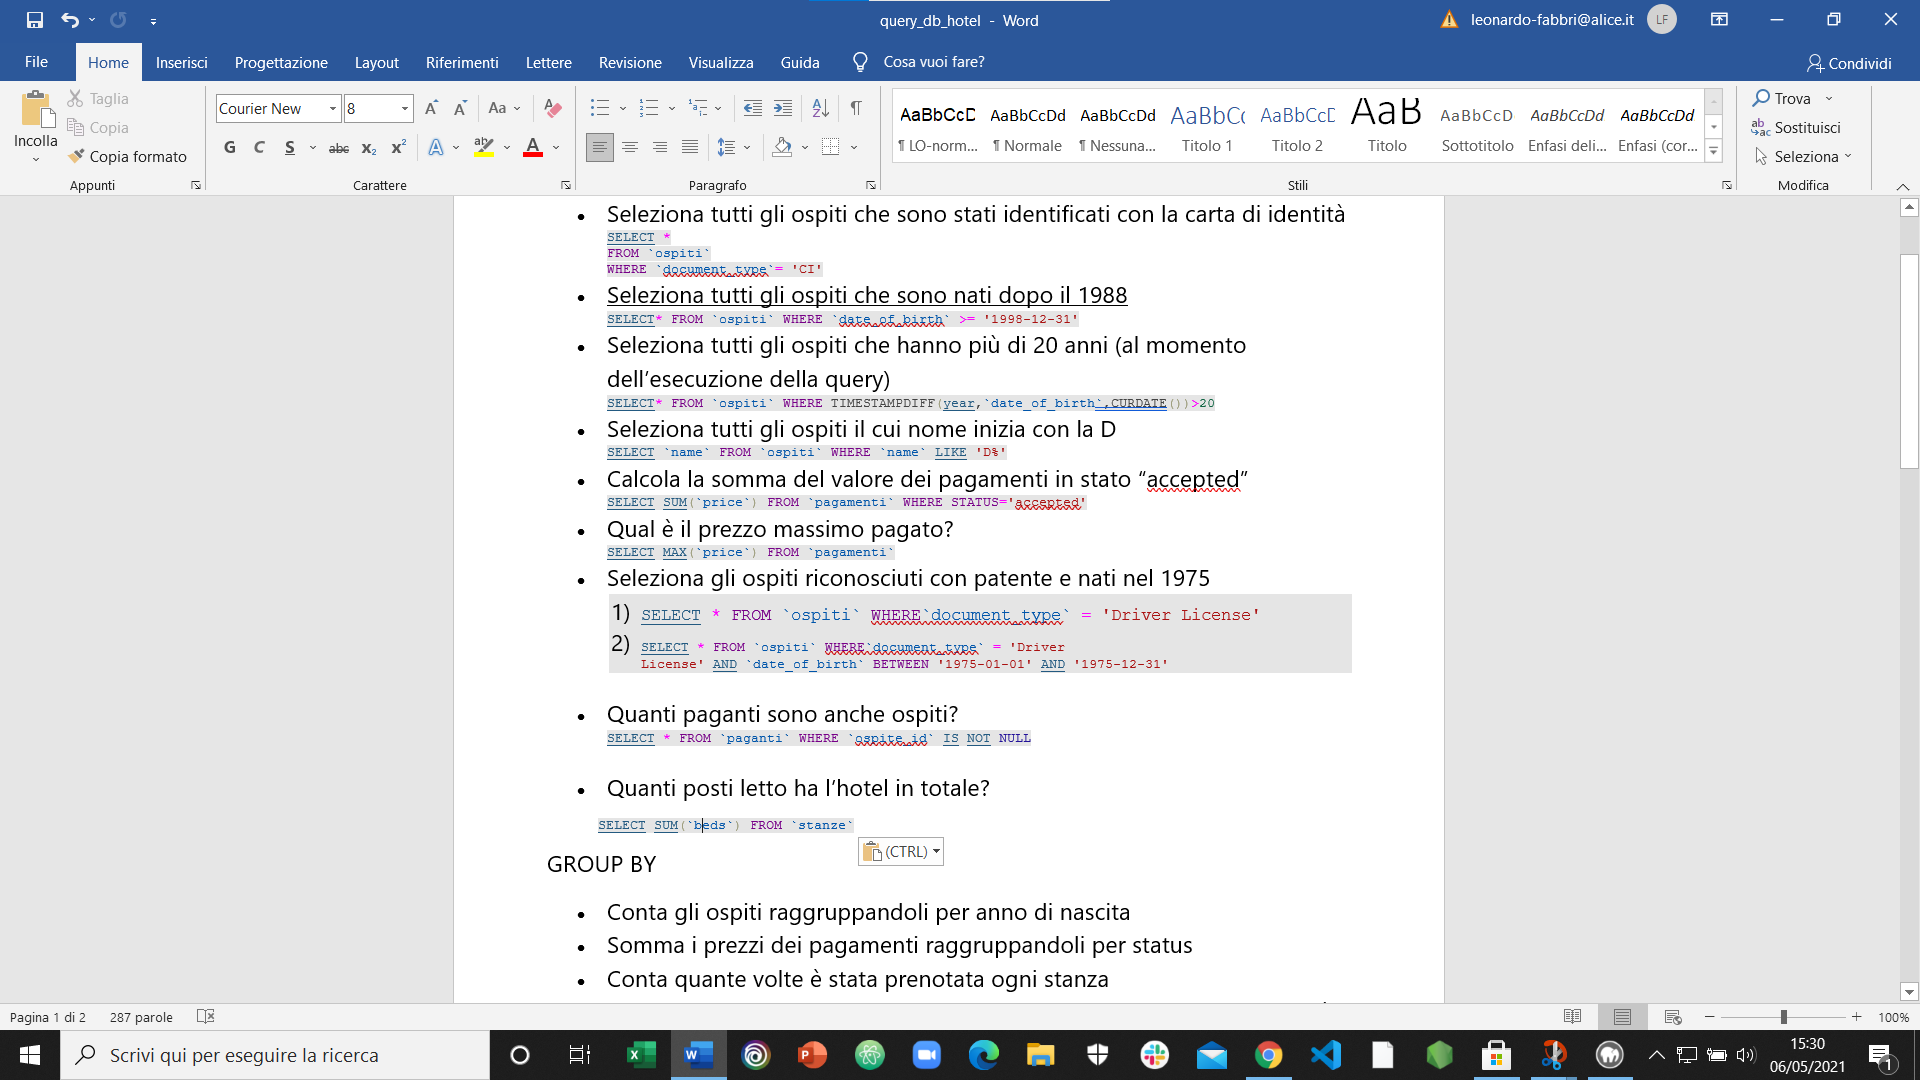 query_db_hotel - Word
leonardo-fabbri@alice.it
LF
File
Home
Inserisci
Progettazione
Layout
Riferimenti
Lettere
Revisione
Visualizza
Guida
Cosa vuoi fare?
Condividi
Incolla
Taglia
Copia
Copia formato
Appunti
Courier New
8
Aa
G C S abc x₂ x²
Carattere
Paragrafo
AaBbCcD AaBbCcDd AaBbCcDd AaBbCc AaBbCcD AaB AaBbCcD AaBbCcDd AaBbCcDd
¶ LO-norm... ¶ Normale ¶ Nessuna... Titolo 1 Titolo 2 Titolo Sottotitolo Enfasi deli... Enfasi (cor...
Stili
Trova
Sostituisci
Seleziona
Modifica
• Seleziona tutti gli ospiti che sono stati identificati con la carta di identità
SELECT *
FROM `ospiti`
WHERE `document_type`= 'CI'
• Seleziona tutti gli ospiti che sono nati dopo il 1988
SELECT* FROM `ospiti` WHERE `date_of_birth` >= '1998-12-31'
• Seleziona tutti gli ospiti che hanno più di 20 anni (al momento
dell’esecuzione della query)
SELECT* FROM `ospiti` WHERE TIMESTAMPDIFF(year,`date_of_birth`,CURDATE())>20
• Seleziona tutti gli ospiti il cui nome inizia con la D
SELECT `name` FROM `ospiti` WHERE `name` LIKE 'D%'
• Calcola la somma del valore dei pagamenti in stato “accepted”
SELECT SUM(`price`) FROM `pagamenti` WHERE STATUS='accepted'
• Qual è il prezzo massimo pagato?
SELECT MAX(`price`) FROM `pagamenti`
• Seleziona gli ospiti riconosciuti con patente e nati nel 1975
1) SELECT * FROM `ospiti` WHERE`document_type` = 'Driver License'
2) SELECT * FROM `ospiti` WHERE`document_type` = 'Driver
License' AND `date_of_birth` BETWEEN '1975-01-01' AND '1975-12-31'
• Quanti paganti sono anche ospiti?
SELECT * FROM `paganti` WHERE `ospite_id` IS NOT NULL
• Quanti posti letto ha l’hotel in totale?
SELECT SUM(`beds`) FROM `stanze`
(CTRL)
GROUP BY
• Conta gli ospiti raggruppandoli per anno di nascita
• Somma i prezzi dei pagamenti raggruppandoli per status
• Conta quante volte è stata prenotata ogni stanza
Pagina 1 di 2
287 parole
100%
Scrivi qui per eseguire la ricerca
15:30
06/05/2021
1